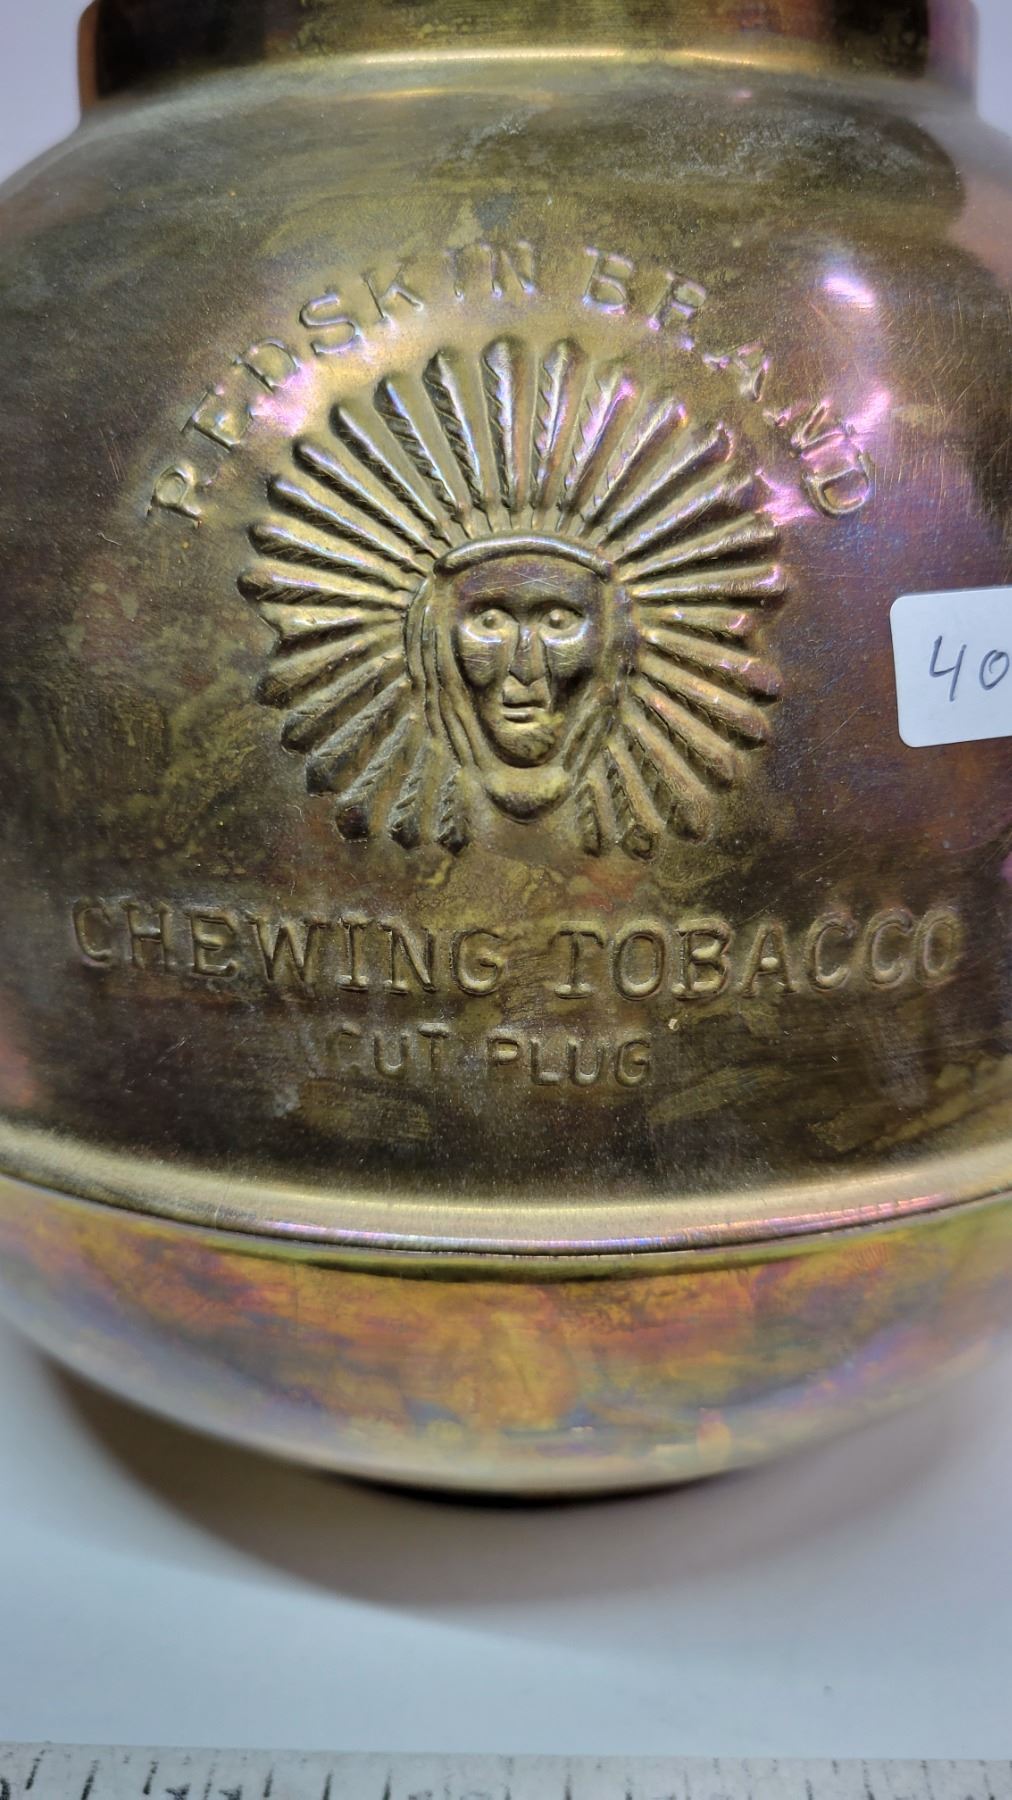 REDSKIN BRAND
40
CHEWING TOBACCO
CUT PLUG